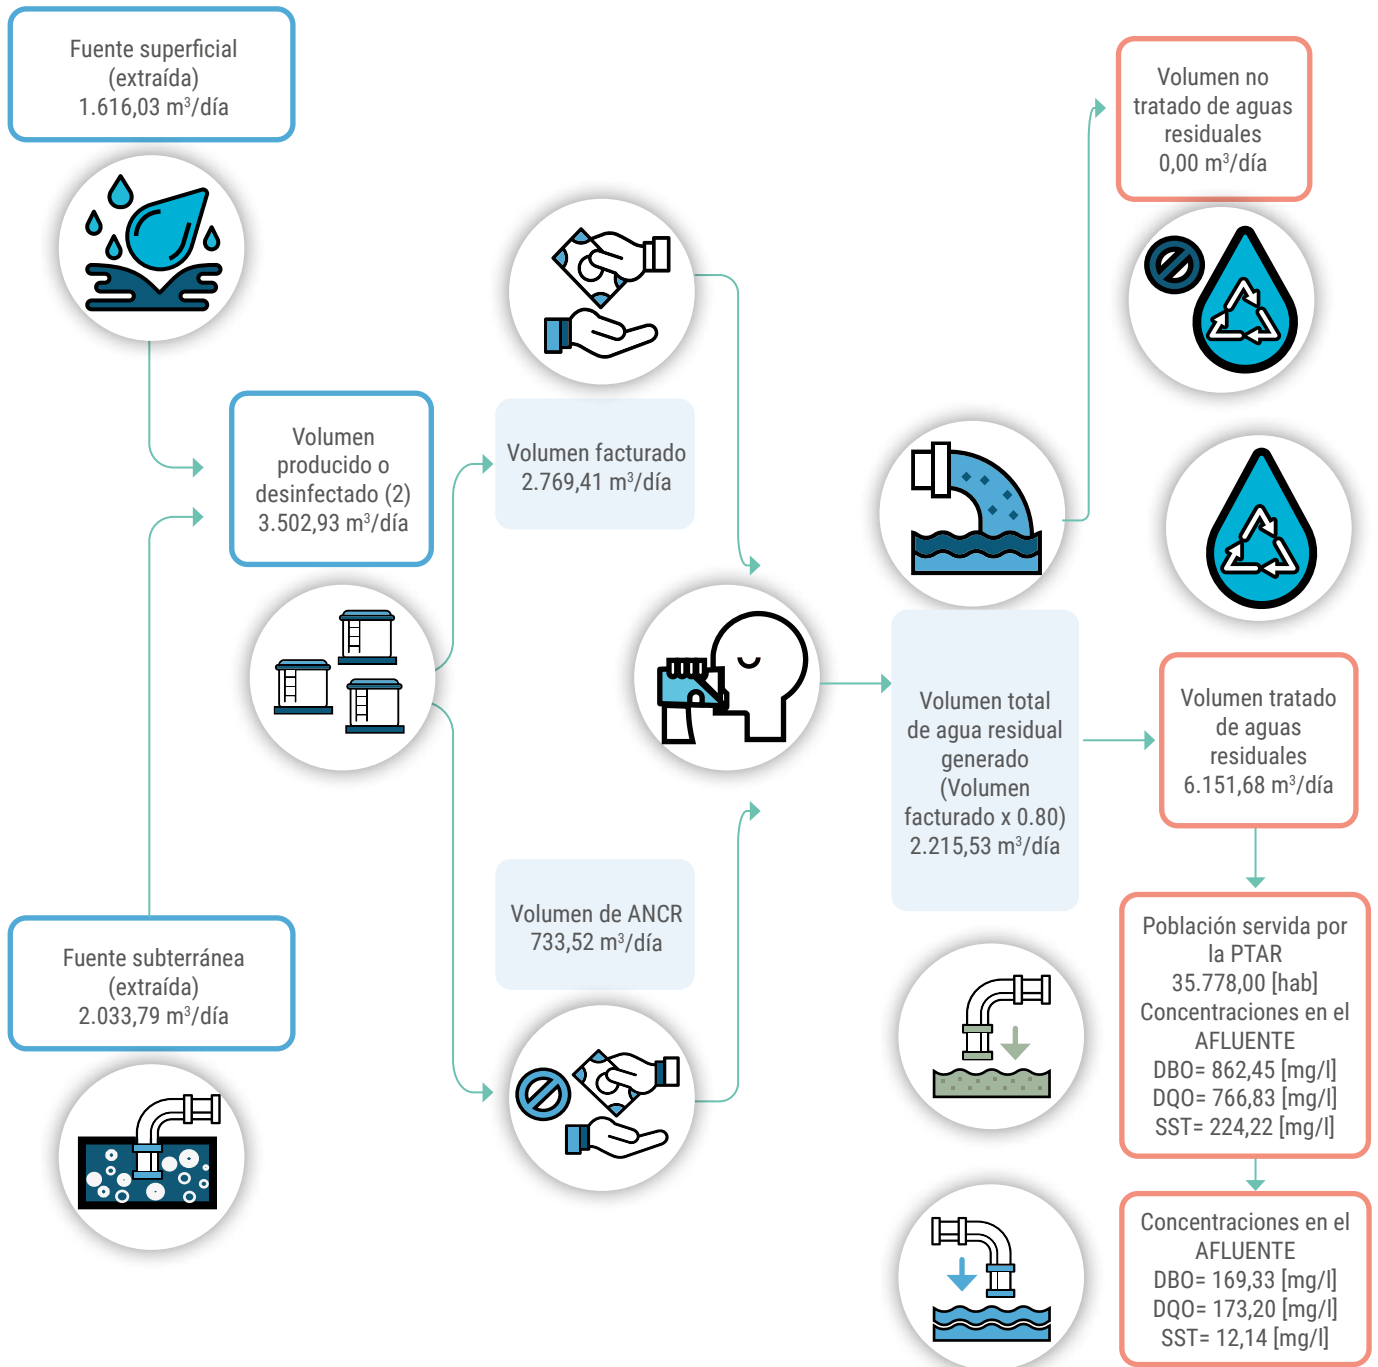 Fuente superficial
(extraída)
1.616,03 m³/día
Volumen no
tratado de aguas
residuales
0,00 m³/día
Volumen
producido o
desinfectado (2)
3.502,93 m³/día
Volumen facturado
2.769,41 m³/día
Volumen total
de agua residual
generado
(Volumen
facturado x 0.80)
2.215,53 m³/día
Volumen tratado
de aguas
residuales
6.151,68 m³/día
Volumen de ANCR
733,52 m³/día
Fuente subterránea
(extraída)
2.033,79 m³/día
Población servida por
la PTAR
35.778,00 [hab]
Concentraciones en el
AFLUENTE
DBO= 862,45 [mg/l]
DQO= 766,83 [mg/l]
SST= 224,22 [mg/l]
Concentraciones en el
AFLUENTE
DBO= 169,33 [mg/l]
DQO= 173,20 [mg/l]
SST= 12,14 [mg/l]